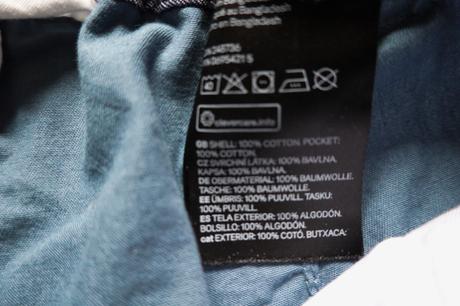 au Bangladesh
Bangladesh
clevercare.info
GB SHELL: 100% COTTON. POCKET:
100% COTTON.
CZ SVRCHNÍ LÁTKA: 100% BAVLNA.
KAPSA: 100% BAVLNA.
DE OBERMATERIAL: 100% BAUMWOLLE.
TASCHE: 100% BAUMWOLLE.
EE ÜMBRIS: 100% PUUVILL. TASKU:
100% PUUVILL.
ES TELA EXTERIOR: 100% ALGODÓN.
BOLSILLO: 100% ALGODÓN.
cat EXTERIOR: 100% COTÓ. BUTXACA: